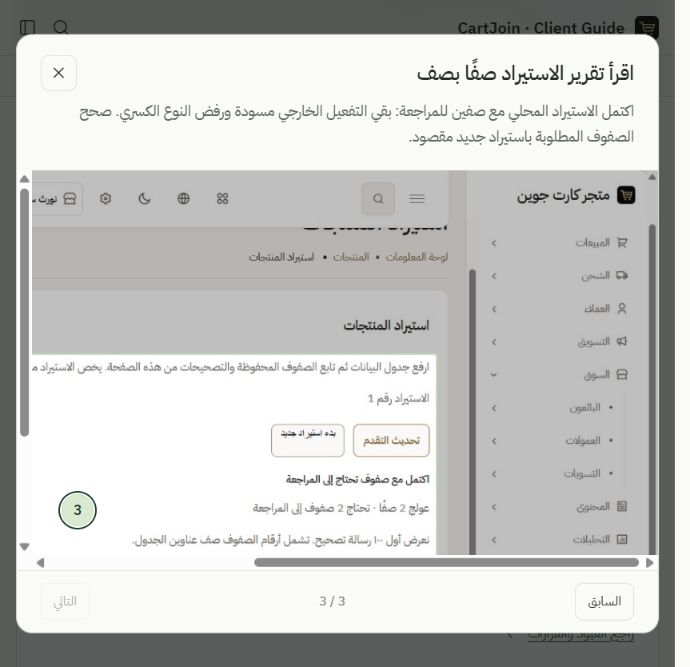 CartJoin · Client Guide
اقرأ تقرير الاستيراد صفًا بصف
اكتمل الاستيراد المحلي مع صفين للمراجعة: بقي التفعيل الخارجي مسودة ورفض النوع الكسري. صحح
الصفوف المطلوبة باستيراد جديد مقصود.
متجر كارت جوين
المبيعات
الشحن
العملاء
التسويق
السوق
البائعون
العمولات
التسويات
المحتوى
التحليلات
لوحة المعلومات • المنتجات • استيراد المنتجات
استيراد المنتجات
ارفع جدول البيانات ثم تابع الصفوف المحفوظة والتصحيحات من هذه الصفحة. يخص الاستيراد
الاستيراد رقم 1
تحديث التقدم
بدء استيراد جديد
اكتمل مع صفوف تحتاج إلى المراجعة
عولج 2 صفًا · تحتاج 2 صفوف إلى المراجعة
3
نعرض أول ١٠٠ رسالة تصحيح. تشمل أرقام الصفوف صف عناوين الجدول.
السابق
3 / 3
التالي